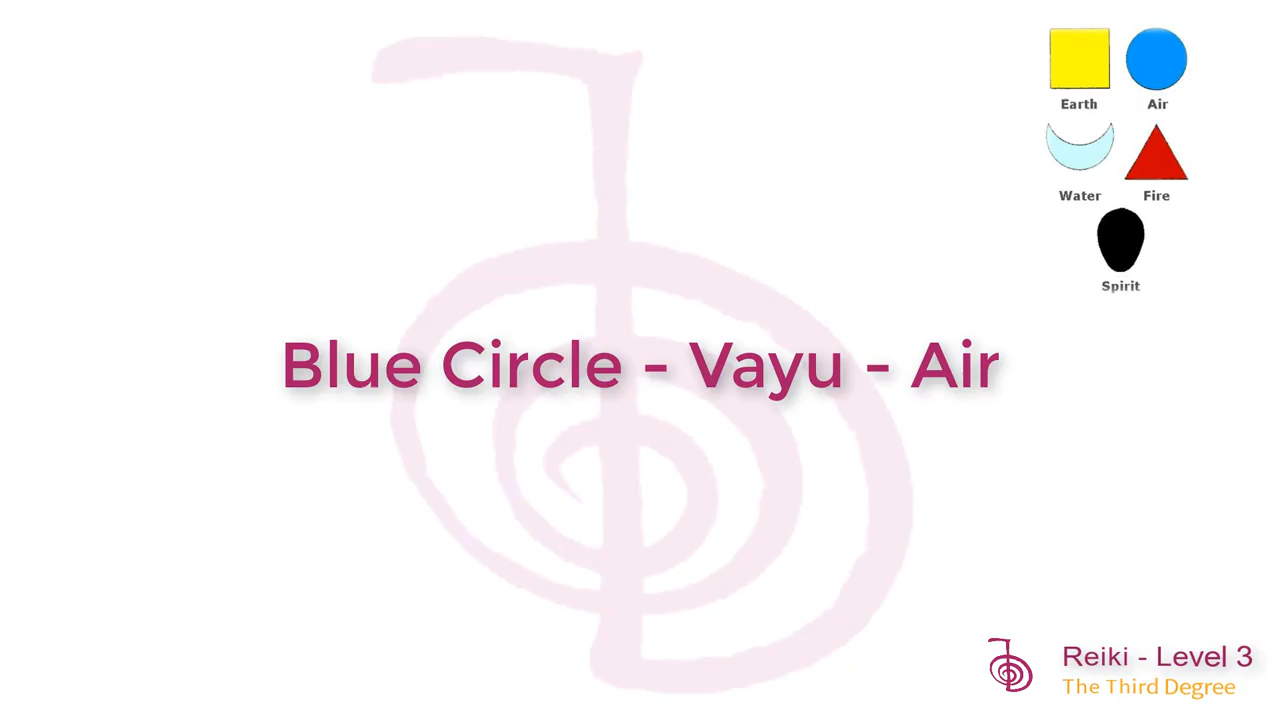 Earth Air
Water Fire
Spirit
Blue Circle - Vayu - Air
Reiki - Level 3
The Third Degree